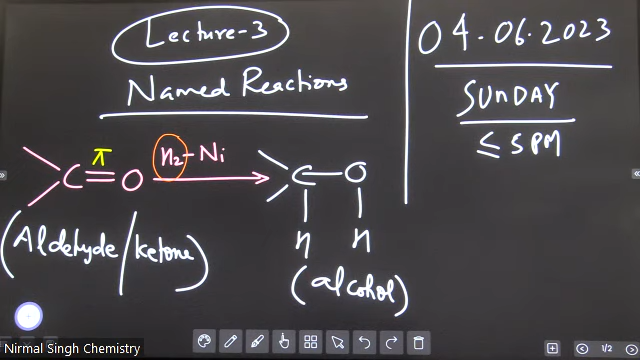 Lecture-3
Named Reactions
04.06.2023
SUNDAY
≤ 5PM
π
C=O H2-Ni C-O
H H
(Aldehyde/Ketone)
(alcohol)
Nirmal Singh Chemistry
1/2